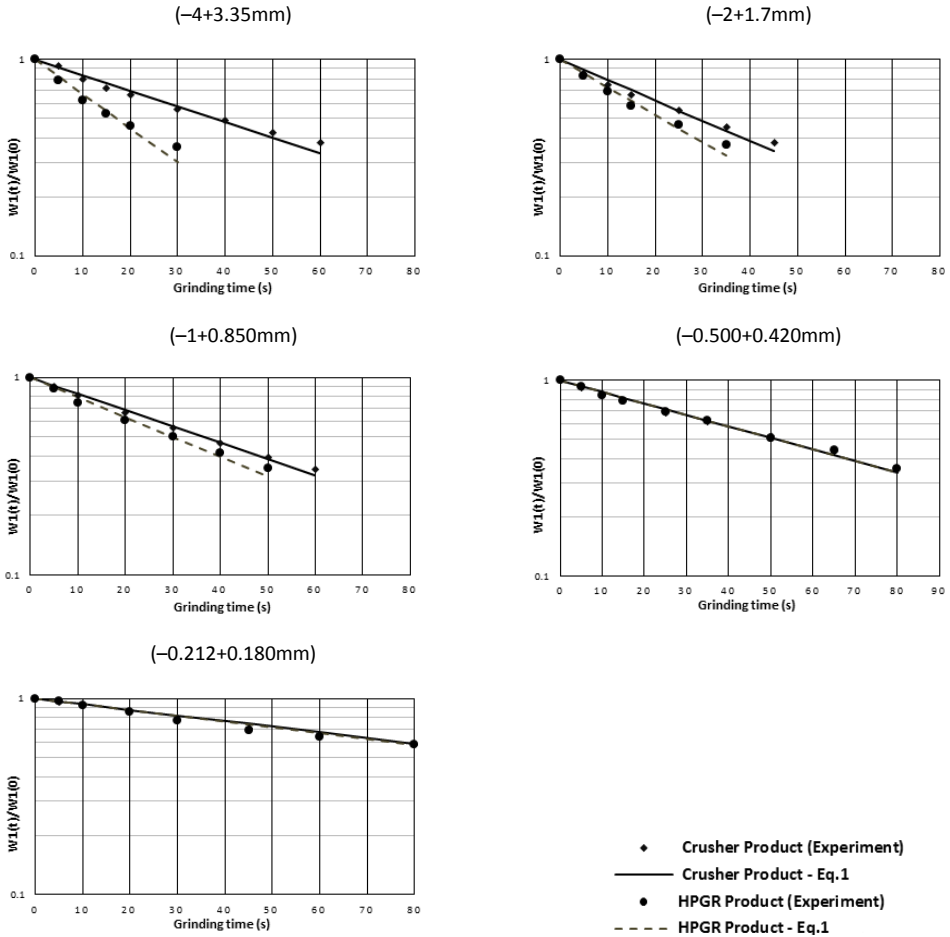 (–4+3.35mm)
1
0.1
W1(t)/W1(0)
0 10 20 30 40 50 60 70 80
Grinding time (s)
(–2+1.7mm)
1
0.1
W1(t)/W1(0)
0 10 20 30 40 50 60 70 80
Grinding time (s)
(–1+0.850mm)
1
0.1
W1(t)/W1(0)
0 10 20 30 40 50 60 70 80
Grinding time (s)
(–0.500+0.420mm)
1
0.1
W1(t)/W1(0)
0 10 20 30 40 50 60 70 80 90
Grinding time (s)
(–0.212+0.180mm)
1
0.1
W1(t)/W1(0)
0 10 20 30 40 50 60 70 80
Grinding time (s)
Crusher Product (Experiment)
Crusher Product - Eq.1
HPGR Product (Experiment)
HPGR Product - Eq.1